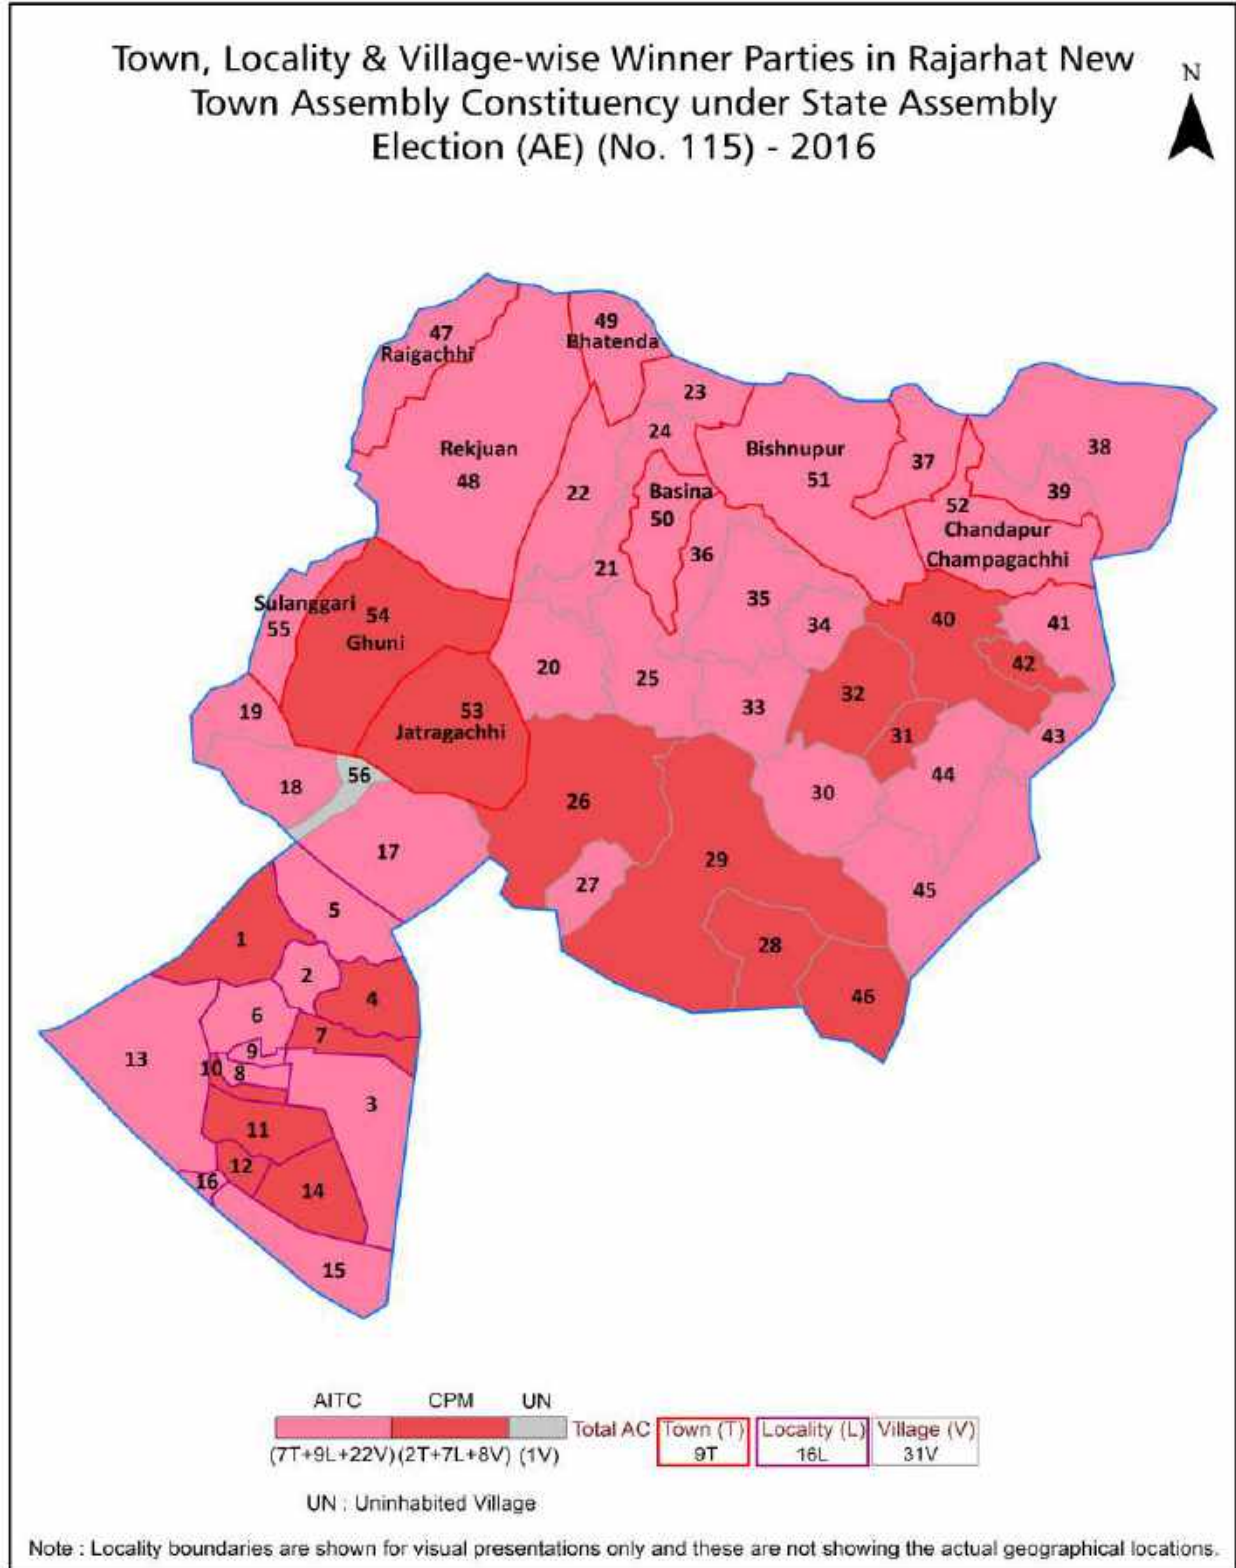 Town, Locality & Village-wise Winner Parties in Rajarhat New
Town Assembly Constituency under State Assembly
Election (AE) (No. 115) - 2016
N
47
Raigachhi
49
Bhatenda
23
24
Rekjuan
48
22
Bishnupur
51
37
38
39
Basina
50
52
Chandapur
Champagachhi
36
21
35
34
Sulanggari
55
54
Ghuni
40
41
42
20
25
32
33
19
53
Jatragachhi
31
43
18
56
26
30
44
17
29
27
45
5
1
28
2
4
46
6
7
13
9
10
8
3
11
12
16
14
15
AITC CPM UN
Total AC Town (T) Locality (L) Village (V)
(7T+9L+22V) (2T+7L+8V) (1V) 9T 16L 31V
UN : Uninhabited Village
Note : Locality boundaries are shown for visual presentations only and these are not showing the actual geographical locations.